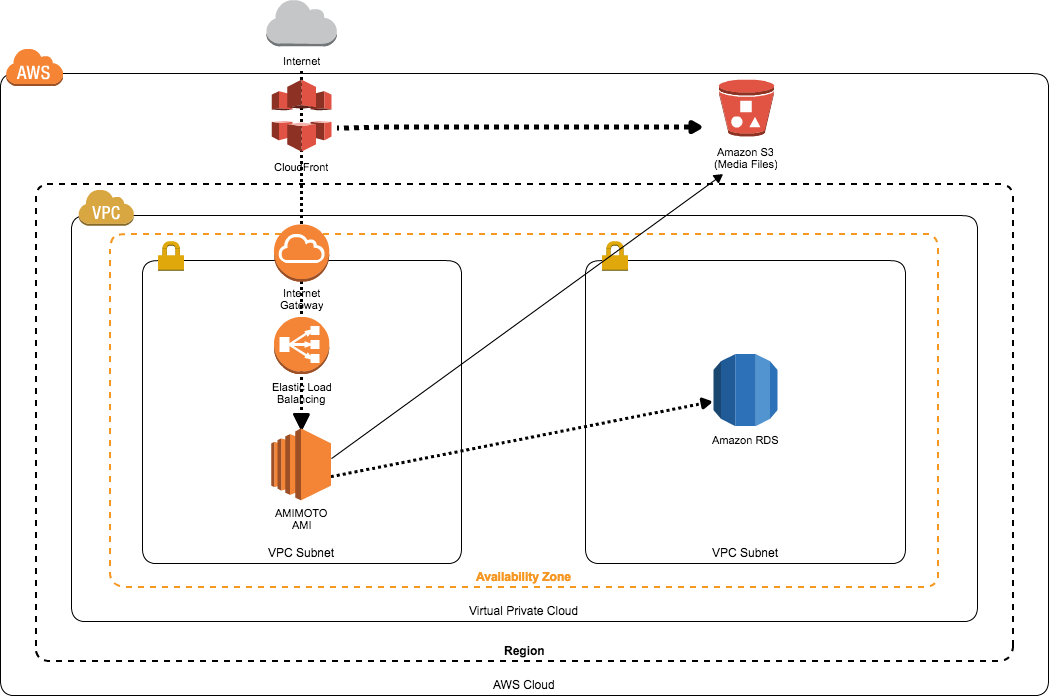 Internet
AWS
CloudFront
Amazon S3
(Media Files)
VPC
Internet
Gateway
Elastic Load
Balancing
Amazon RDS
AMIMOTO
AMI
VPC Subnet
VPC Subnet
Availability Zone
Virtual Private Cloud
Region
AWS Cloud